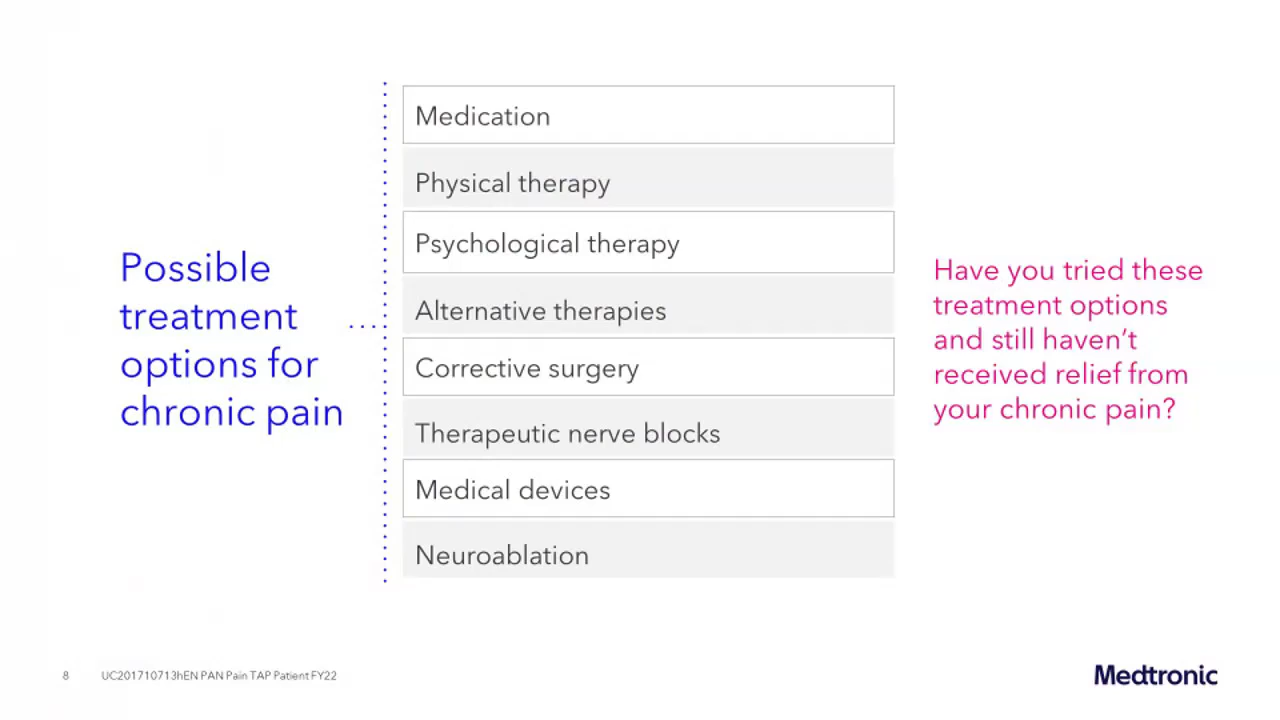 Possible
treatment
options for
chronic pain
Medication
Physical therapy
Psychological therapy
Alternative therapies
Corrective surgery
Therapeutic nerve blocks
Medical devices
Neuroablation
Have you tried these
treatment options
and still haven’t
received relief from
your chronic pain?
8 UC201710713hEN PAN Pain TAP Patient FY22
Medtronic